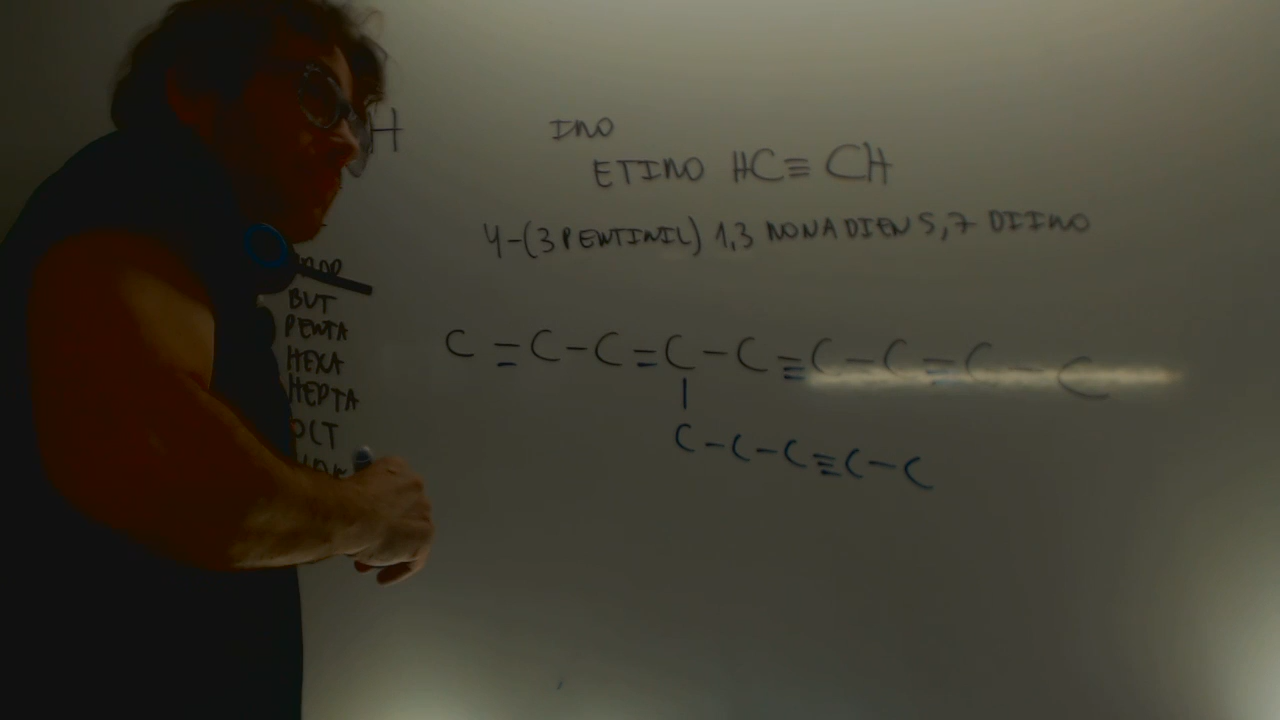 H
INO
ETINO HC≡CH
4-(3PENTINIL) 1,3 NONADIEN 5,7 DIINO
BUT
PENTA
HEXA
HEPTA
OCT
C=C-C=C-C≡C-C≡C-C
C-C-C≡C-C